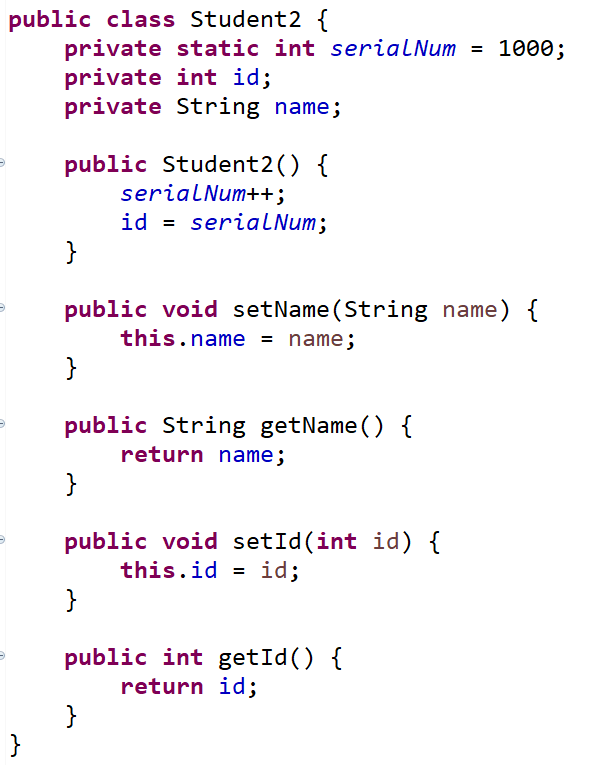 public class Student2 {
    private static int serialNum = 1000;
    private int id;
    private String name;

    public Student2() {
        serialNum++;
        id = serialNum;
    }

    public void setName(String name) {
        this.name = name;
    }

    public String getName() {
        return name;
    }

    public void setId(int id) {
        this.id = id;
    }

    public int getId() {
        return id;
    }
}